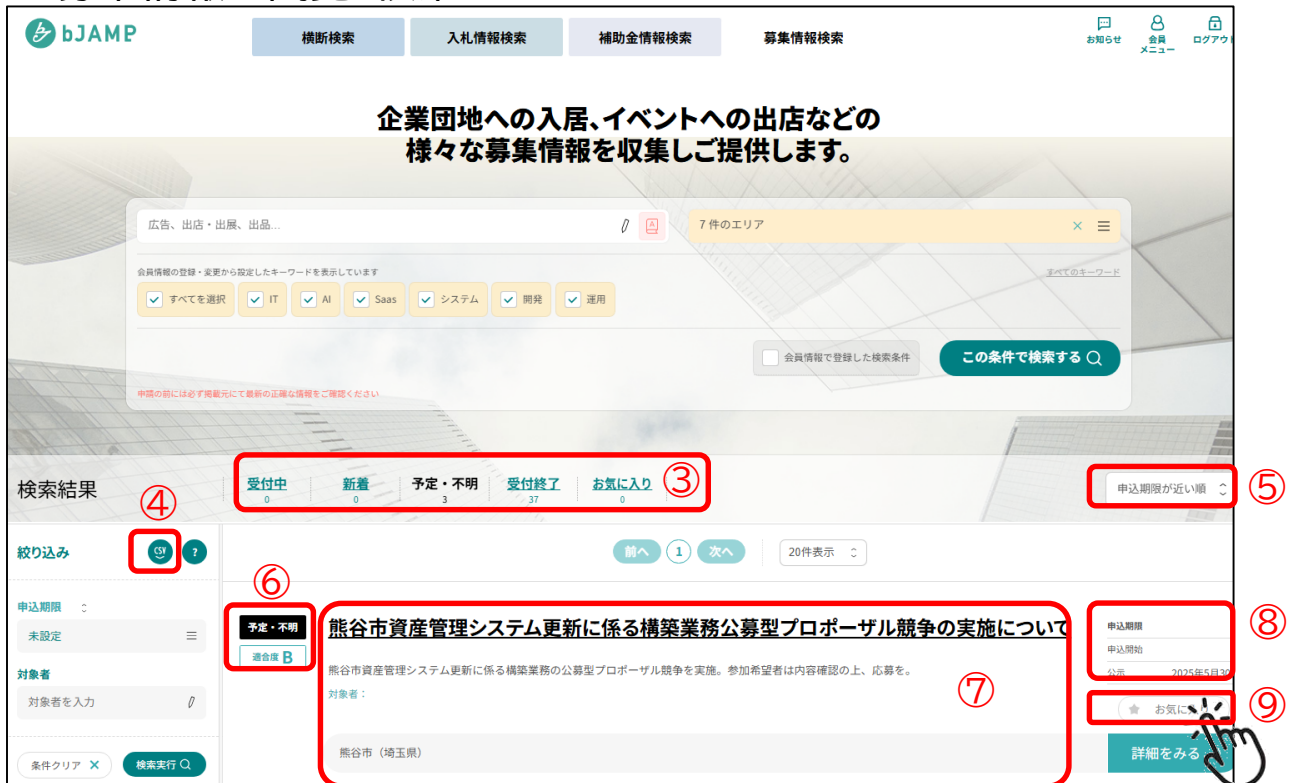 bJAMP
横断検索
入札情報検索
補助金情報検索
募集情報検索
お知らせ
会員
メニュー
企業団地への入居、イベントへの出店などの
様々な募集情報を収集しご提供します。
広告、出店・出展、出品...
7 件のエリア
会員情報の登録・変更から設定したキーワードを表示しています
すべてのキーワード
すべてを選択
IT
AI
Saas
システム
開発
運用
会員情報で登録した検索条件
この条件で検索する
申請の前には必ず掲載元にて最新の正確な情報をご確認ください
検索結果
受付中
0
新着
0
予定・不明
3
受付終了
37
お気に入り
0
③
申込期限が近い順
⑤
④
絞り込み
CSV
?
前へ
1
次へ
20件表示
申込期限
未設定
対象者
対象者を入力
条件クリア ×
検索実行
⑥
予定・不明
適合度 B
熊谷市資産管理システム更新に係る構築業務公募型プロポーザル競争の実施について
熊谷市資産管理システム更新に係る構築業務の公募型プロポーザル競争を実施。参加希望者は内容確認の上、応募を。
対象者：
⑦
熊谷市（埼玉県）
申込期限
申込開始
公示 2025年5月30
⑧
お気に入り
⑨
詳細をみる